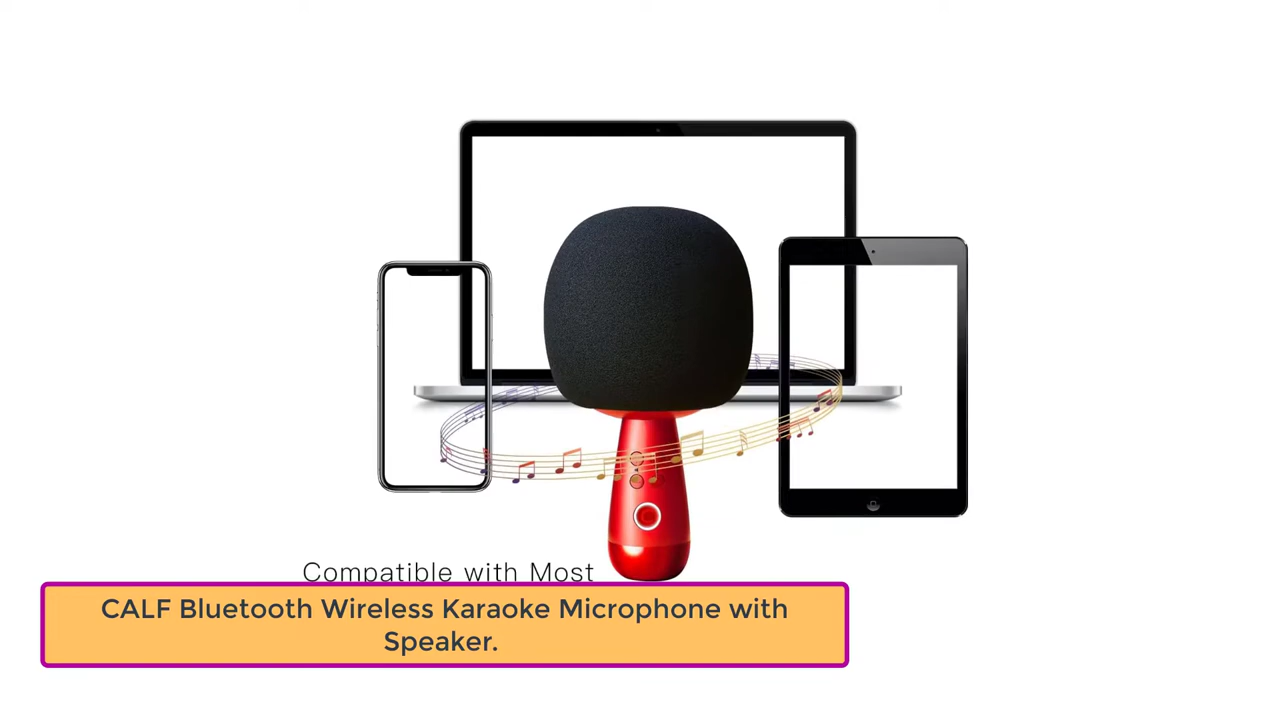 Compatible with Most
CALF Bluetooth Wireless Karaoke Microphone with
Speaker.